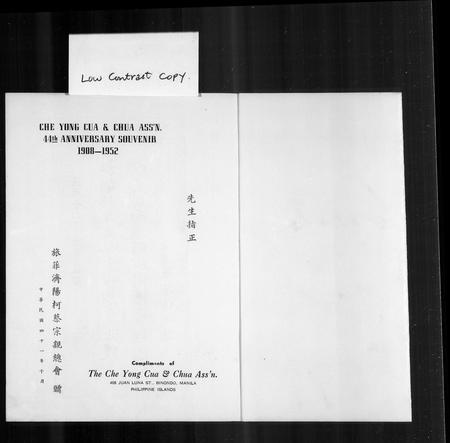 Low Contrast COPY.
CHE YONG CUA & CHUA ASS'N.
44th ANNIVERSARY SOUVENIR
1908—1952
先生指正
旅菲濟陽柯蔡宗親總會 贈
中華民國四十一年十月
Compliments of
The Che Yong Cua & Chua Ass'n.
JUAN LUNA ST., BINONDO, MANILA
PHILIPPINE ISLANDS